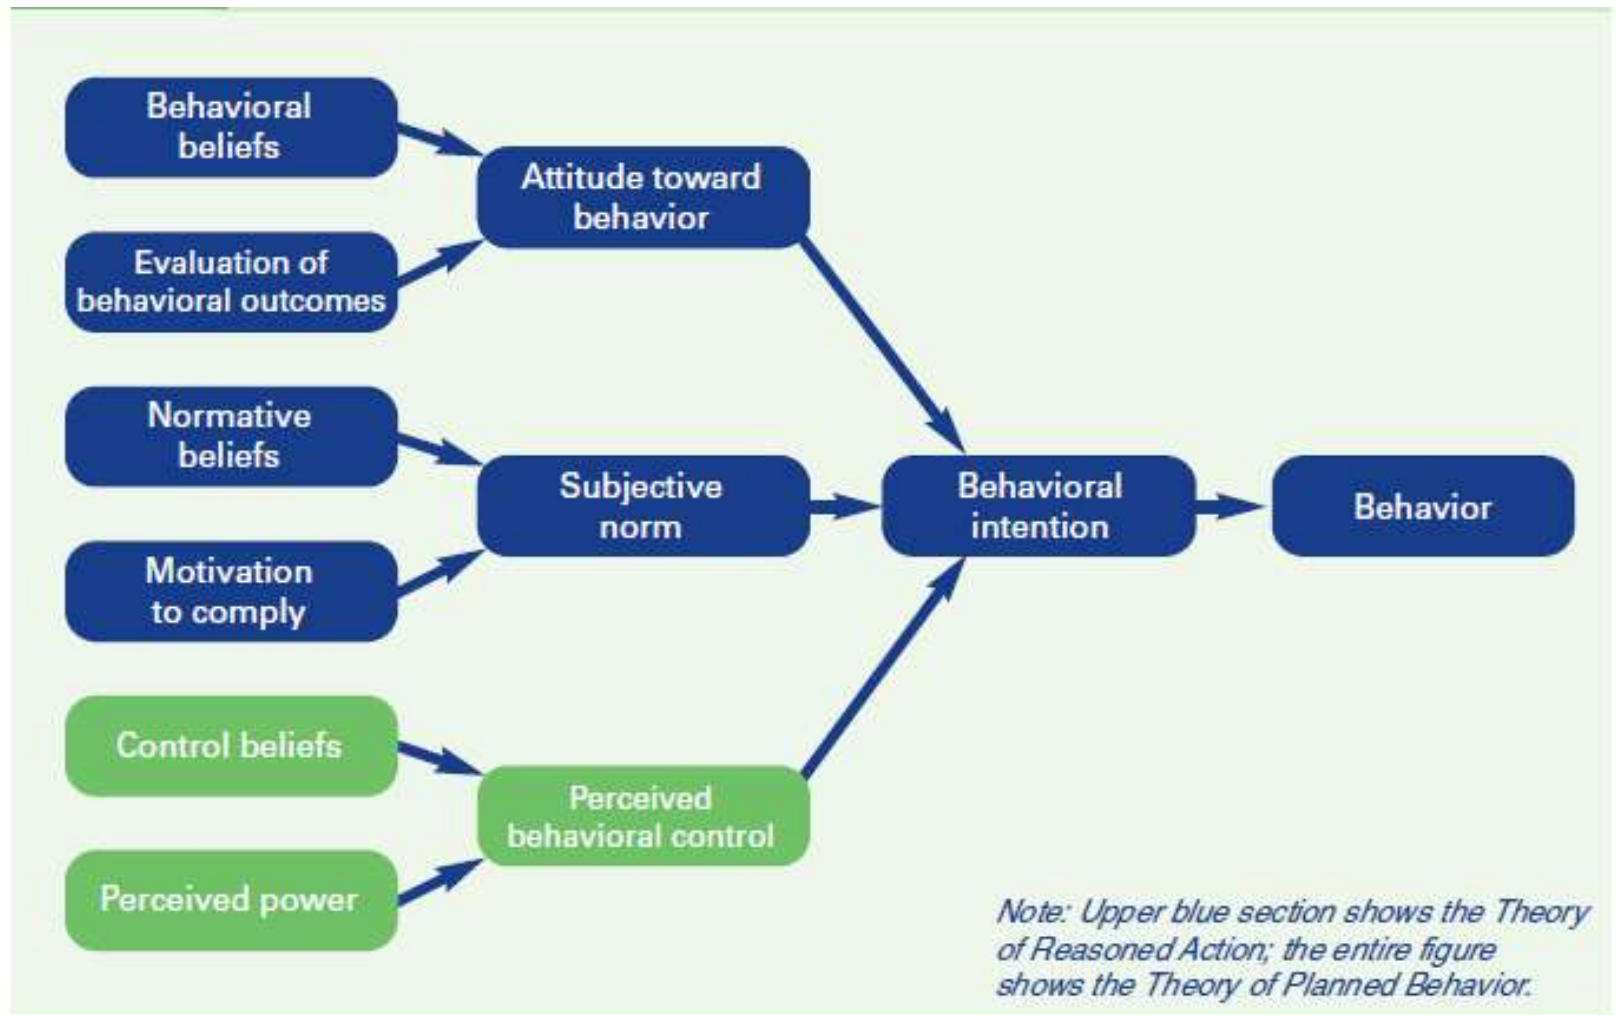 Behavioral
beliefs
Attitude toward
behavior
Evaluation of
behavioral outcomes
Normative
beliefs
Subjective
norm
Behavioral
intention
Behavior
Motivation
to comply
Control beliefs
Perceived
behavioral control
Perceived power
Note: Upper blue section shows the Theory
of Reasoned Action; the entire figure
shows the Theory of Planned Behavior.